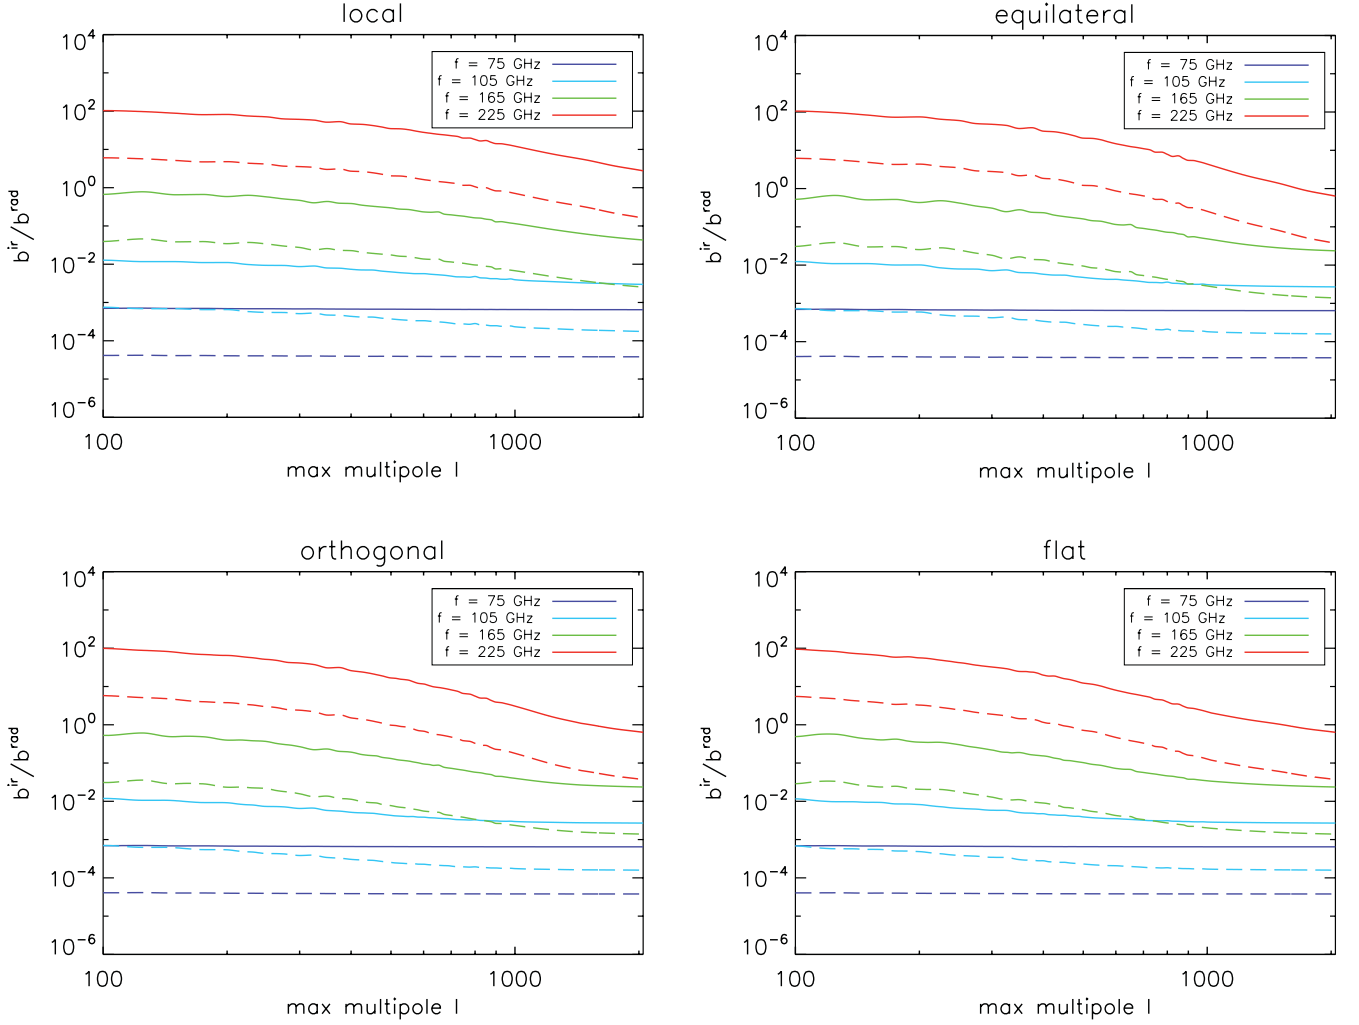 local
10^4
10^2
10^0
10^-2
10^-4
10^-6
b^ir/b^rad
f = 75 GHz
f = 105 GHz
f = 165 GHz
f = 225 GHz
100
1000
max multipole l
equilateral
10^4
10^2
10^0
10^-2
10^-4
10^-6
b^ir/b^rad
f = 75 GHz
f = 105 GHz
f = 165 GHz
f = 225 GHz
100
1000
max multipole l
orthogonal
10^4
10^2
10^0
10^-2
10^-4
10^-6
b^ir/b^rad
f = 75 GHz
f = 105 GHz
f = 165 GHz
f = 225 GHz
100
1000
max multipole l
flat
10^4
10^2
10^0
10^-2
10^-4
10^-6
b^ir/b^rad
f = 75 GHz
f = 105 GHz
f = 165 GHz
f = 225 GHz
100
1000
max multipole l